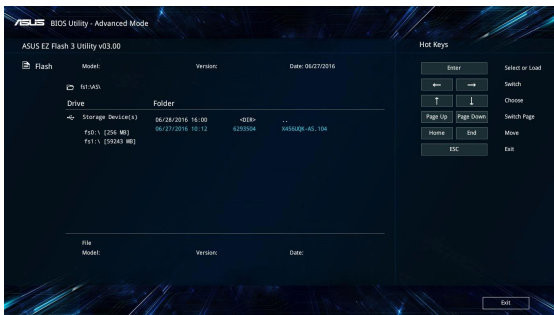 ASUS BIOS Utility - Advanced Mode
ASUS EZ Flash 3 Utility v03.00
Flash
Model: Version: Date: 06/27/2016
fs1:\AS\
Drive Folder
Storage Device(s)
fs0:\ [256 MB]
fs1:\ [59243 MB]
06/28/2016 16:00 <DIR> ..
06/27/2016 10:12 6293504 X456UQK-AS.104
File
Model: Version: Date:
Hot Keys
Enter Select or Load
← → Switch
↑ ↓ Choose
Page Up Page Down Switch Page
Home End Move
ESC Exit
Exit